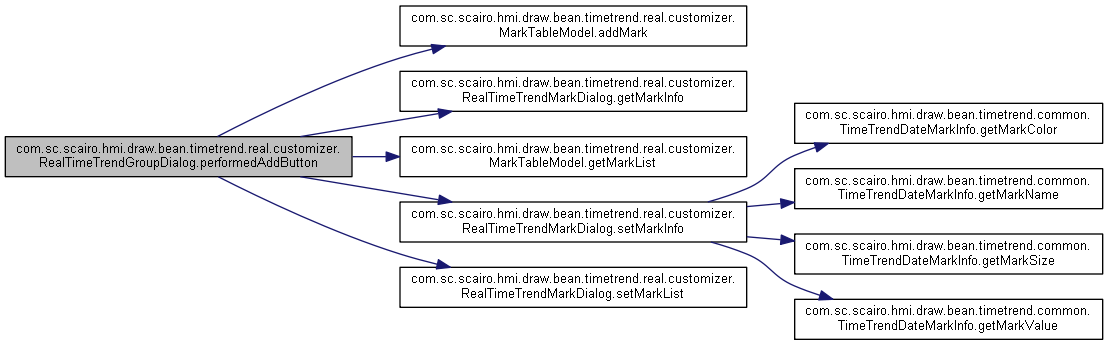 com.sc.scairo.hmi.draw.bean.timetrend.real.customizer.
RealTimeTrendGroupDialog.performedAddButton
com.sc.scairo.hmi.draw.bean.timetrend.real.customizer.
MarkTableModel.addMark
com.sc.scairo.hmi.draw.bean.timetrend.real.customizer.
RealTimeTrendMarkDialog.getMarkInfo
com.sc.scairo.hmi.draw.bean.timetrend.real.customizer.
MarkTableModel.getMarkList
com.sc.scairo.hmi.draw.bean.timetrend.real.customizer.
RealTimeTrendMarkDialog.setMarkInfo
com.sc.scairo.hmi.draw.bean.timetrend.real.customizer.
RealTimeTrendMarkDialog.setMarkList
com.sc.scairo.hmi.draw.bean.timetrend.common.
TimeTrendDateMarkInfo.getMarkColor
com.sc.scairo.hmi.draw.bean.timetrend.common.
TimeTrendDateMarkInfo.getMarkName
com.sc.scairo.hmi.draw.bean.timetrend.common.
TimeTrendDateMarkInfo.getMarkSize
com.sc.scairo.hmi.draw.bean.timetrend.common.
TimeTrendDateMarkInfo.getMarkValue